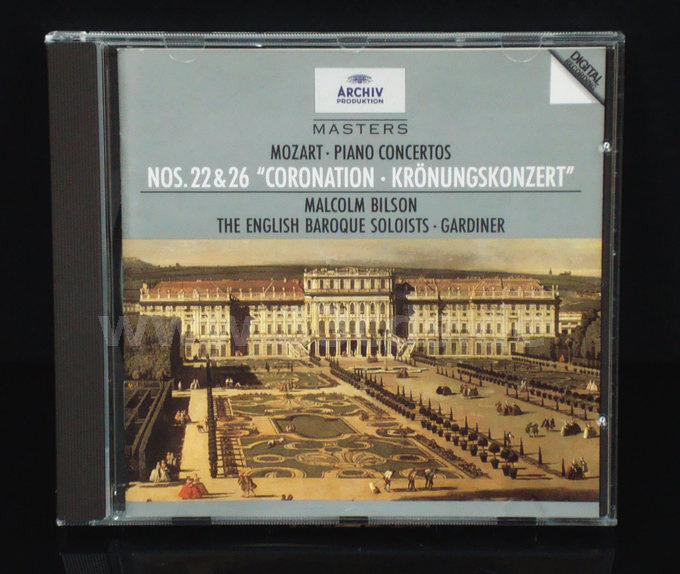 DIGITAL
RECORDING
ARCHIV
PRODUKTION
MASTERS
MOZART · PIANO CONCERTOS
NOS. 22 & 26 "CORONATION · KRÖNUNGSKONZERT"
MALCOLM BILSON
THE ENGLISH BAROQUE SOLOISTS · GARDINER